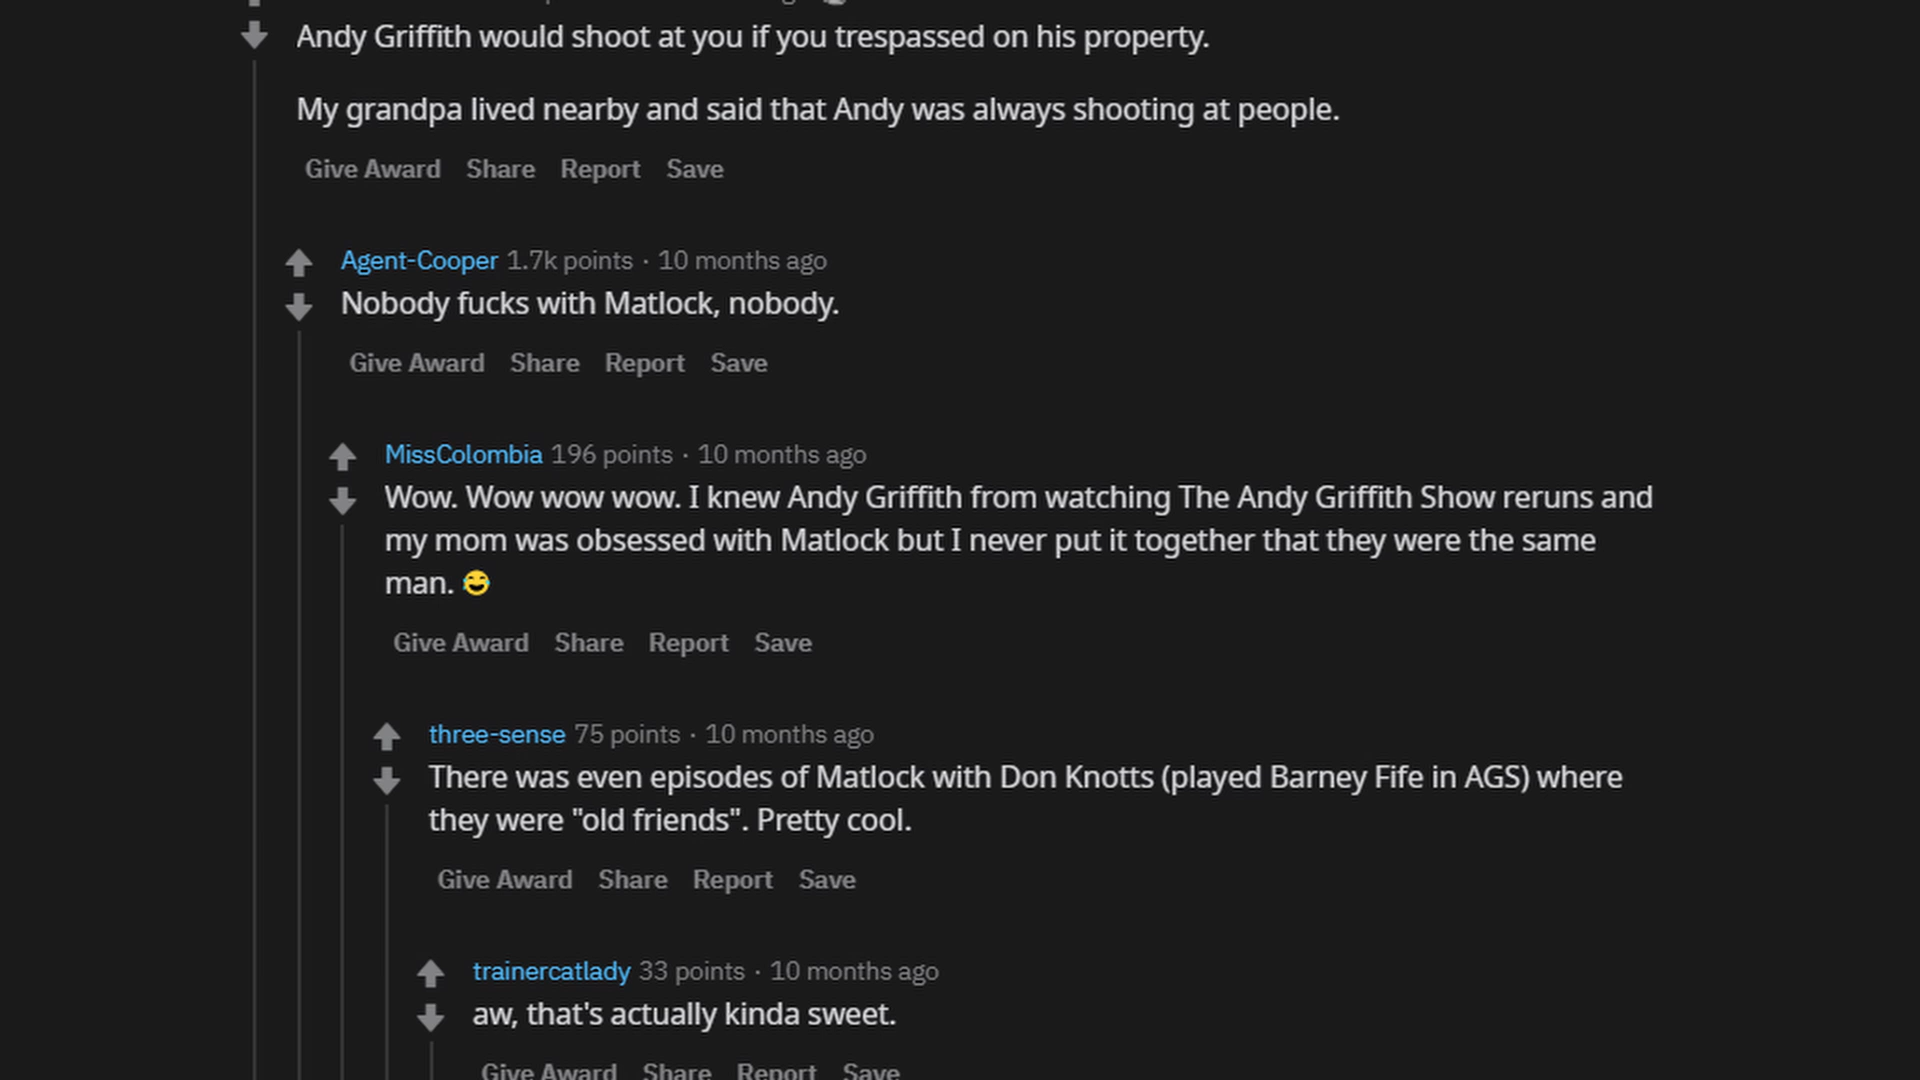 Andy Griffith would shoot at you if you trespassed on his property.
My grandpa lived nearby and said that Andy was always shooting at people.
Give Award Share Report Save
Agent-Cooper 1.7k points · 10 months ago
Nobody fucks with Matlock, nobody.
Give Award Share Report Save
MissColombia 196 points · 10 months ago
Wow. Wow wow wow. I knew Andy Griffith from watching The Andy Griffith Show reruns and
my mom was obsessed with Matlock but I never put it together that they were the same
man. 😂
Give Award Share Report Save
three-sense 75 points · 10 months ago
There was even episodes of Matlock with Don Knotts (played Barney Fife in AGS) where
they were "old friends". Pretty cool.
Give Award Share Report Save
trainercatlady 33 points · 10 months ago
aw, that's actually kinda sweet.
Give Award Share Report Save